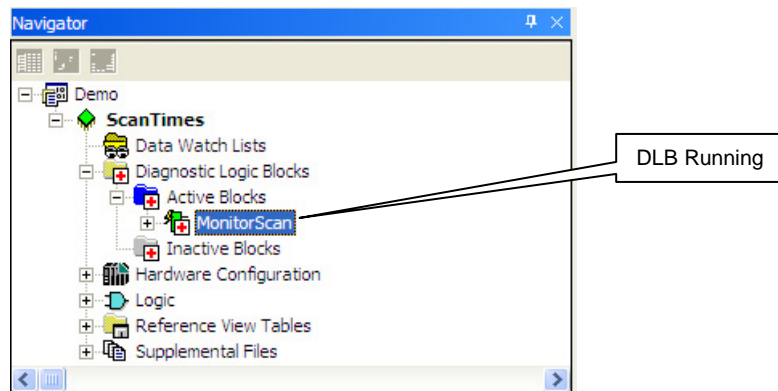 Navigator
Demo
ScanTimes
Data Watch Lists
Diagnostic Logic Blocks
Active Blocks
MonitorScan
DLB Running
Inactive Blocks
Hardware Configuration
Logic
Reference View Tables
Supplemental Files